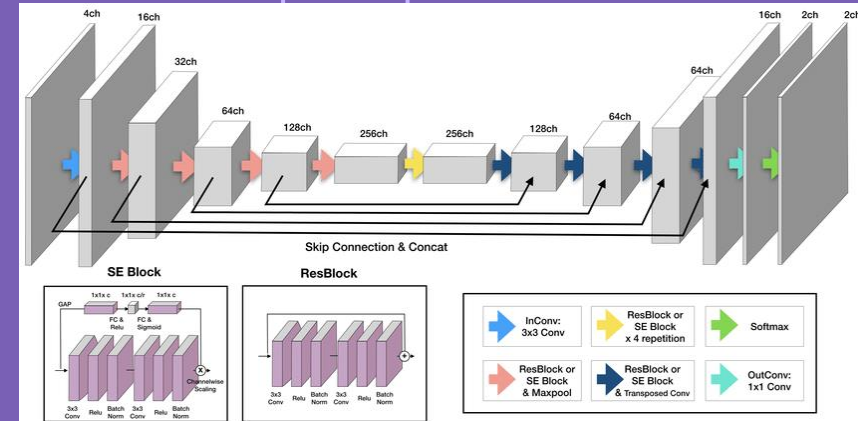 4ch
16ch
32ch
64ch
128ch
256ch
256ch
128ch
64ch
64ch
16ch
2ch
2ch
Skip Connection & Concat
SE Block
GAP
1x1x c
1x1x c/r
1x1x c
FC &
Relu
FC &
Sigmoid
X
Channelwise
Scaling
3x3
Conv
Relu
Batch
Norm
3x3
Conv
Relu
Batch
Norm
ResBlock
+
3x3
Conv
Relu
Batch
Norm
3x3
Conv
Relu
Batch
Norm
InConv:
3x3 Conv
ResBlock or
SE Block
x 4 repetition
Softmax
ResBlock or
SE Block
& Maxpool
ResBlock or
SE Block
& Transposed Conv
OutConv:
1x1 Conv